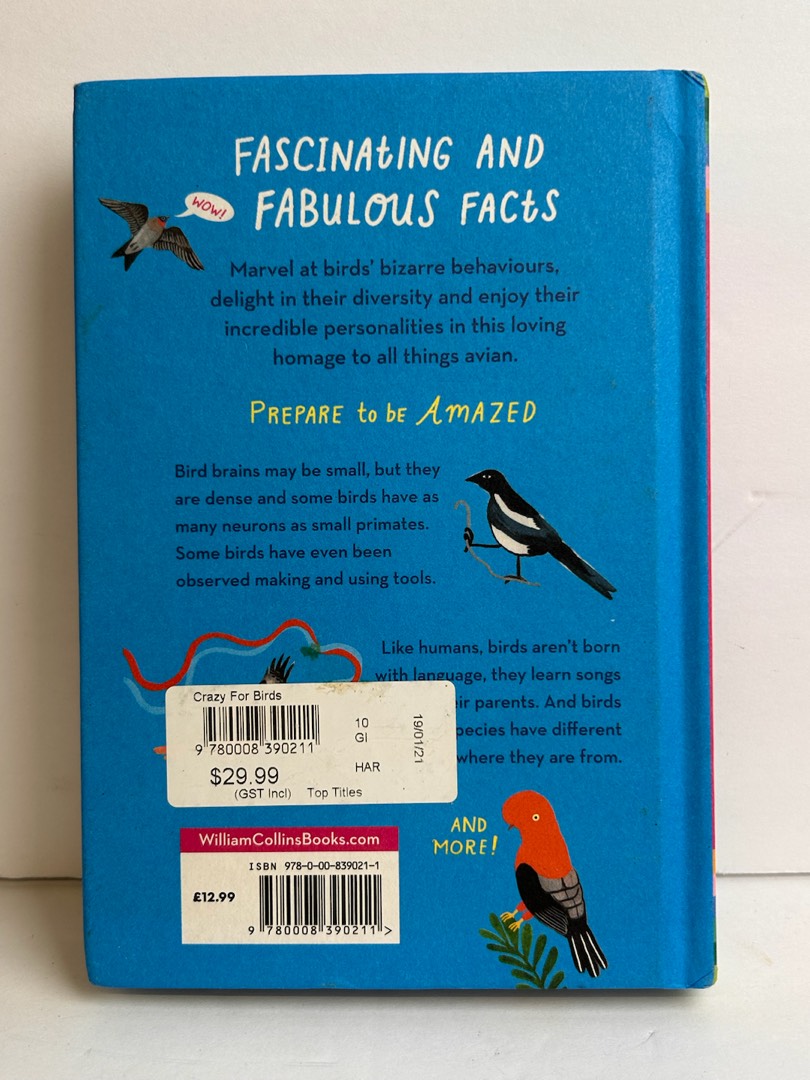 FASCINATING AND
WOW!
FABULOUS FACTS
Marvel at birds' bizarre behaviours,
delight in their diversity and enjoy their
incredible personalities in this loving
homage to all things avian.
PREPARE to be AMAZED
Bird brains may be small, but they
are dense and some birds have as
many neurons as small primates.
Some birds have even been
observed making and using tools.
Like humans, birds aren't born
with language, they learn songs
parents. And birds
species have different
where they are from.
Crazy For Birds
9 780008 390211
10
GI
HAR
19/01/21
$29.99
(GST Incl) Top Titles
AND
MORE!
WilliamCollinsBooks.com
ISBN 978-0-00-839021-1
£12.99
9 780008 390211 >